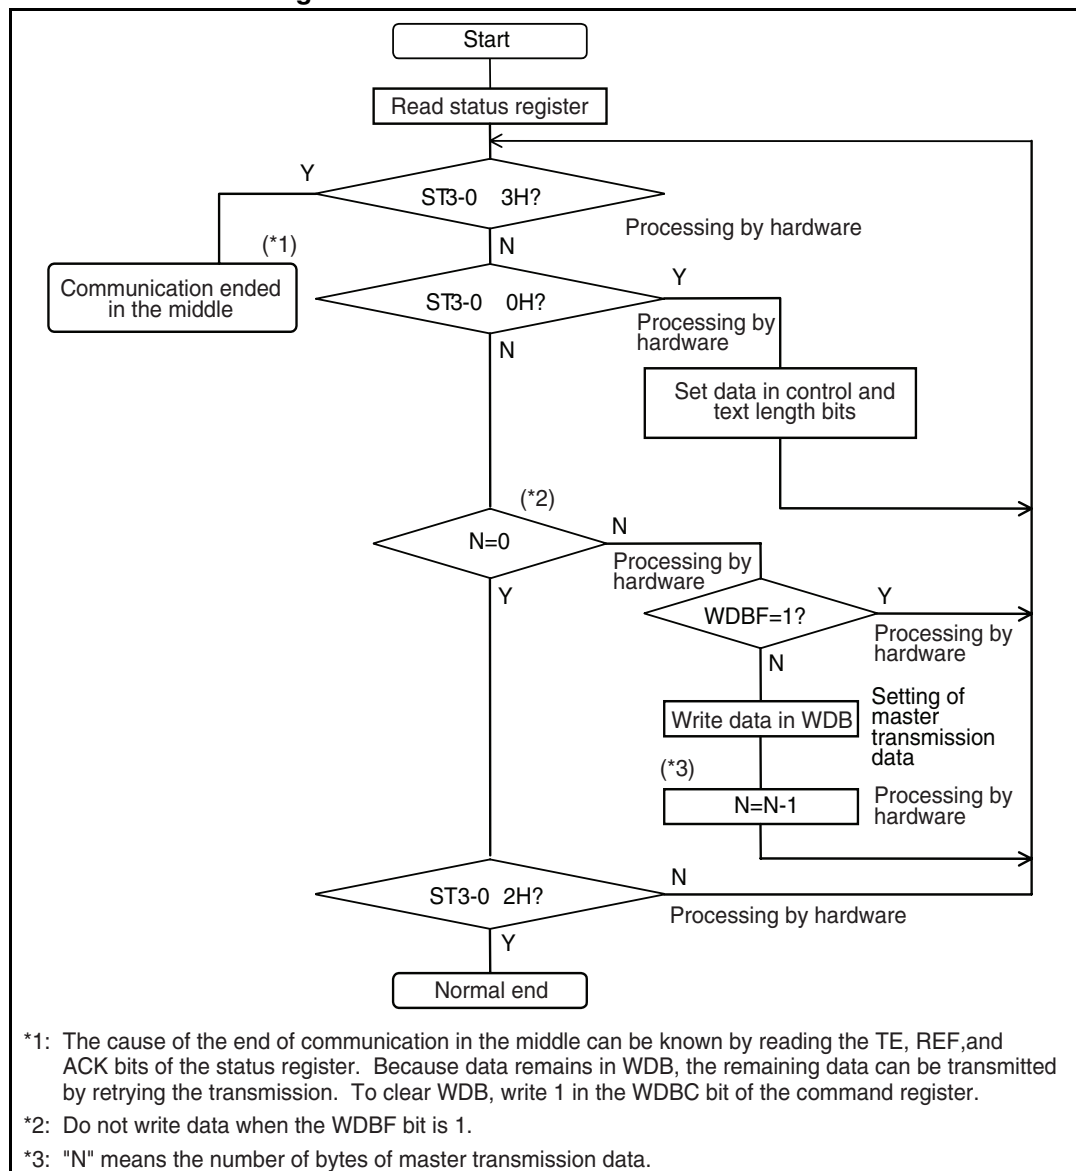 Start
Read status register
Y
ST3-0 3H?
Processing by hardware
N
(*1)
Communication ended
in the middle
ST3-0 0H?
Y
Processing by
hardware
N
Set data in control and
text length bits
(*2)
N=0
N
Processing by
hardware
Y
WDBF=1?
Y
Processing by
hardware
N
Write data in WDB
Setting of
master
transmission
data
(*3)
N=N-1
Processing by
hardware
ST3-0 2H?
N
Processing by hardware
Y
Normal end
*1: The cause of the end of communication in the middle can be known by reading the TE, REF,and
ACK bits of the status register. Because data remains in WDB, the remaining data can be transmitted
by retrying the transmission. To clear WDB, write 1 in the WDBC bit of the command register.
*2: Do not write data when the WDBF bit is 1.
*3: "N" means the number of bytes of master transmission data.